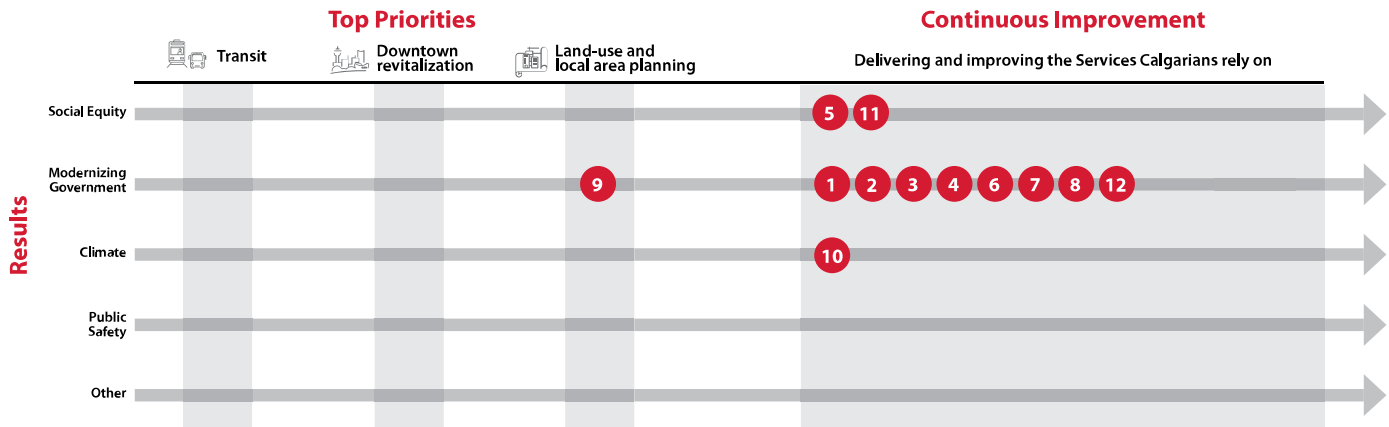 Top Priorities
Continuous Improvement
Transit
Downtown
revitalization
Land-use and
local area planning
Delivering and improving the Services Calgarians rely on
Results
Social Equity
5 11
Modernizing
Government
9
1 2 3 4 6 7 8 12
Climate
10
Public
Safety
Other